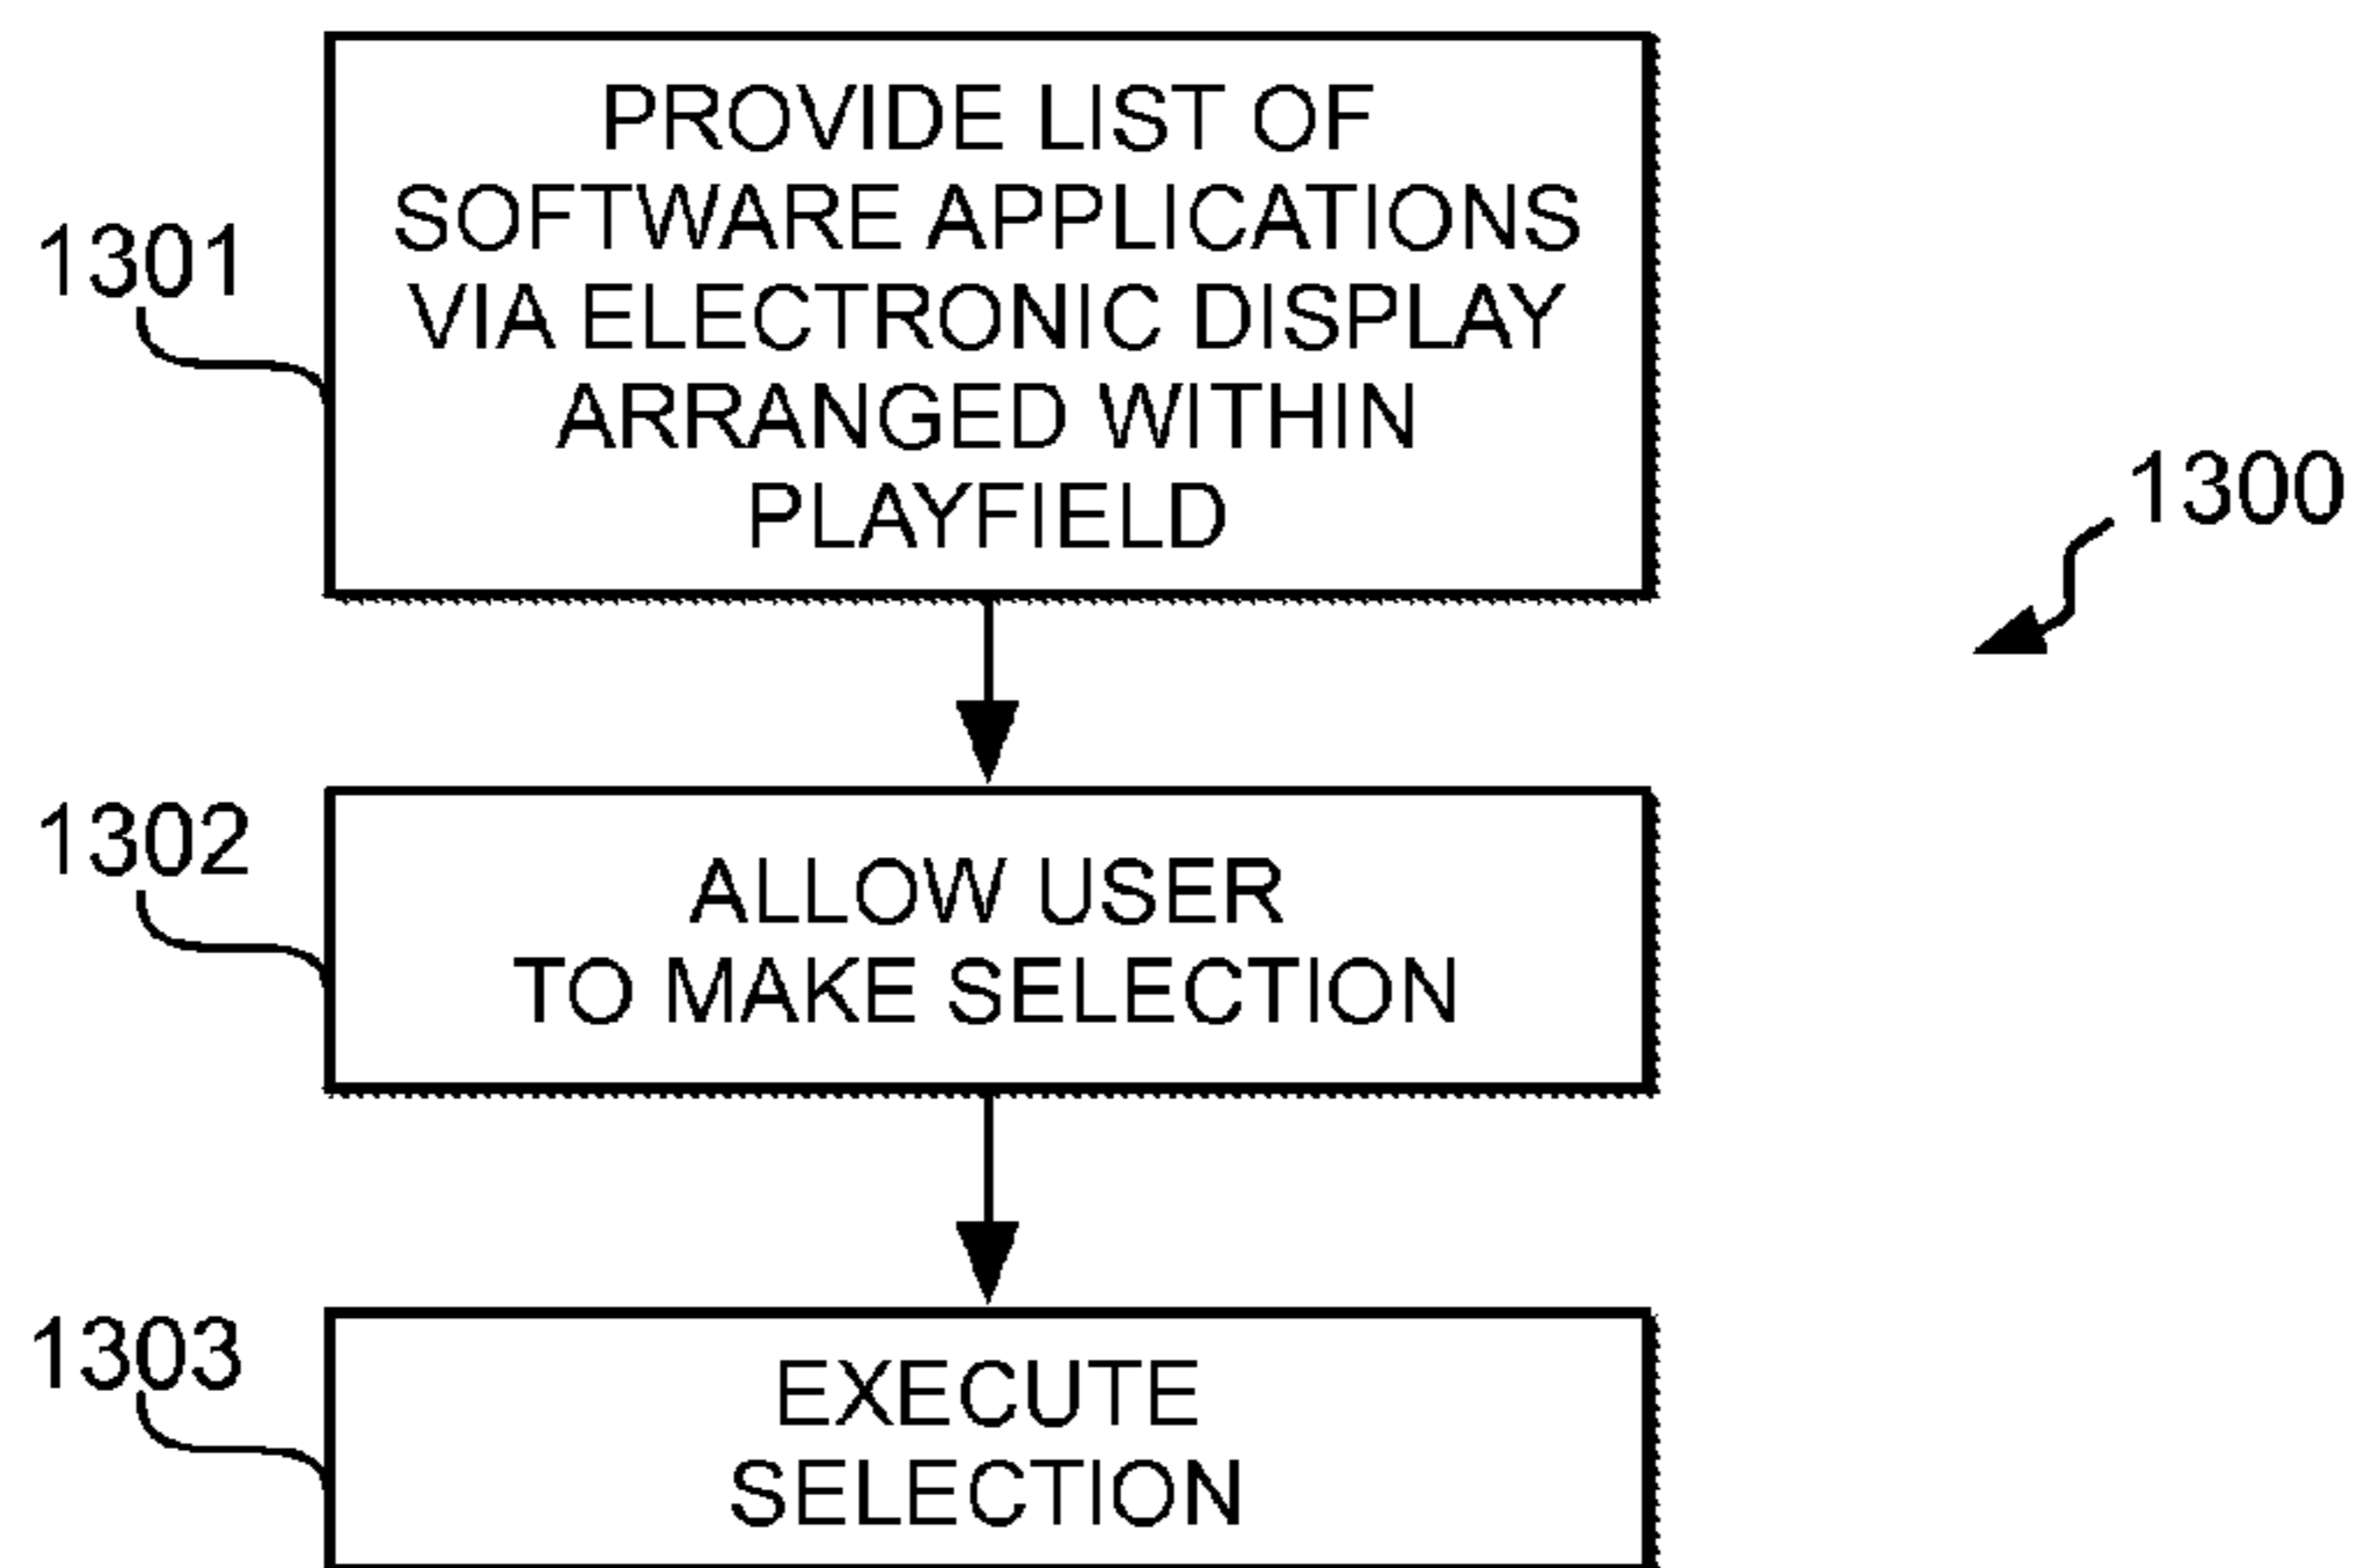 PROVIDE LIST OF
SOFTWARE APPLICATIONS
VIA ELECTRONIC DISPLAY
ARRANGED WITHIN
PLAYFIELD
1301
1300
ALLOW USER
TO MAKE SELECTION
1302
EXECUTE
SELECTION
1303